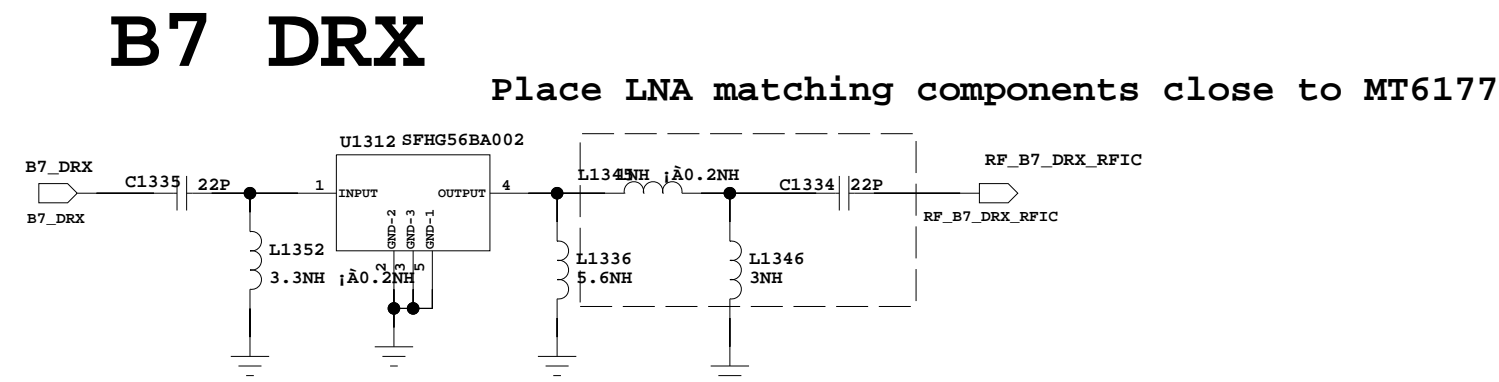 B7 DRX
Place LNA matching components close to MT6177
U1312 SFHG56BA002
B7_DRX
C1335 22P
1
INPUT
OUTPUT
4
GND-2
GND-3
GND-1
2
3
5
B7_DRX
L1352
3.3NH ¡À0.2NH
NH ¡À0.2NH
C1334 22P
RF_B7_DRX_RFIC
RF_B7_DRX_RFIC
L1336
5.6NH
L1346
3NH